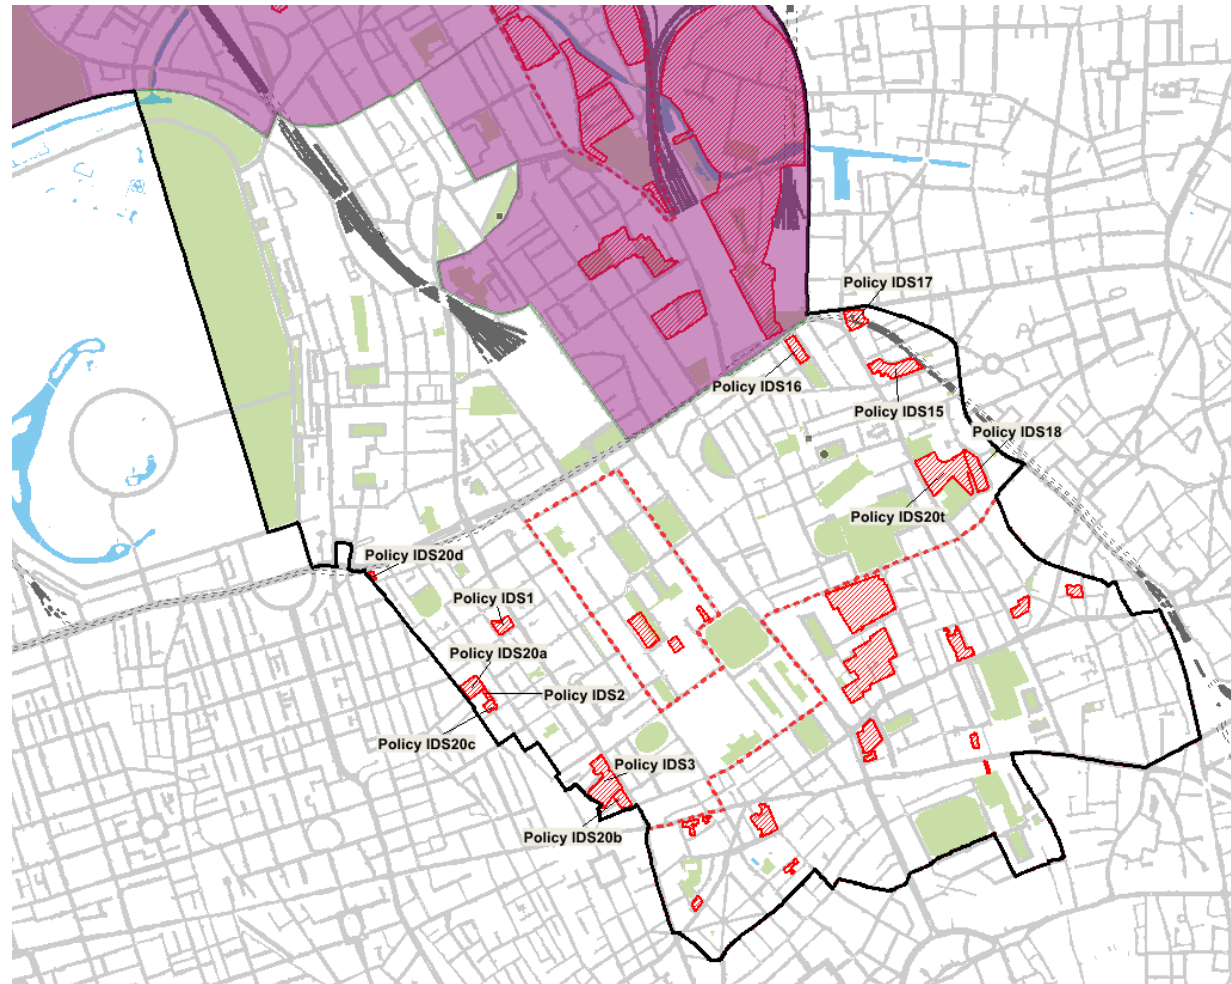 Policy IDS17
Policy IDS16
Policy IDS15
Policy IDS18
Policy IDS20t
Policy IDS20d
Policy IDS1
Policy IDS20a
Policy IDS2
Policy IDS20c
Policy IDS3
Policy IDS20b